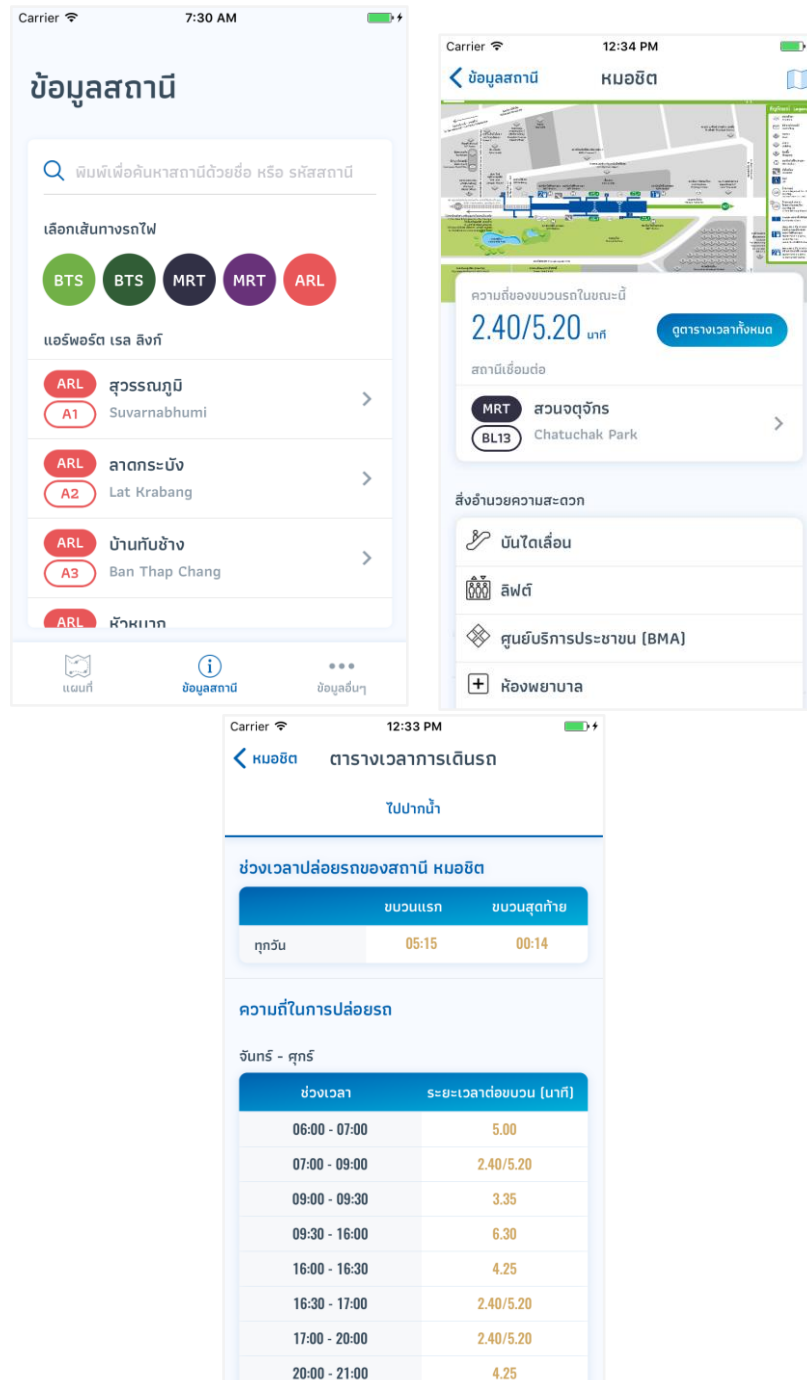 Carrier 7:30 AM
ข้อมูลสถานี
พิมพ์เพื่อค้นหาสถานีด้วยชื่อ หรือ รหัสสถานี
เลือกเส้นทางรถไฟ
BTS BTS MRT MRT ARL
แอร์พอร์ต เรล ลิงก์
ARL สุวรรณภูมิ
A1 Suvarnabhumi
ARL ลาดกระบัง
A2 Lat Krabang
ARL บ้านทับช้าง
A3 Ban Thap Chang
ARL หัวหมาก
แผนที่ ข้อมูลสถานี ข้อมูลอื่นๆ
Carrier 12:34 PM
ข้อมูลสถานี หมอชิต
ความถี่ของขบวนรถในขณะนี้
2.40/5.20 นาที ดูตารางเวลาทั้งหมด
สถานีเชื่อมต่อ
MRT สวนจตุจักร
BL13 Chatuchak Park
สิ่งอำนวยความสะดวก
บันไดเลื่อน
ลิฟต์
ศูนย์บริการประชาขน (BMA)
ห้องพยาบาล
Carrier 12:33 PM
หมอชิต ตารางเวลาการเดินรถ
ไปปากน้ำ
ช่วงเวลาปล่อยรถของสถานี หมอชิต
ขบวนแรก ขบวนสุดท้าย
ทุกวัน 05:15 00:14
ความถี่ในการปล่อยรถ
จันทร์ - ศุกร์
ช่วงเวลา ระยะเวลาต่อขบวน (นาที)
06:00 - 07:00 5.00
07:00 - 09:00 2.40/5.20
09:00 - 09:30 3.35
09:30 - 16:00 6.30
16:00 - 16:30 4.25
16:30 - 17:00 2.40/5.20
17:00 - 20:00 2.40/5.20
20:00 - 21:00 4.25